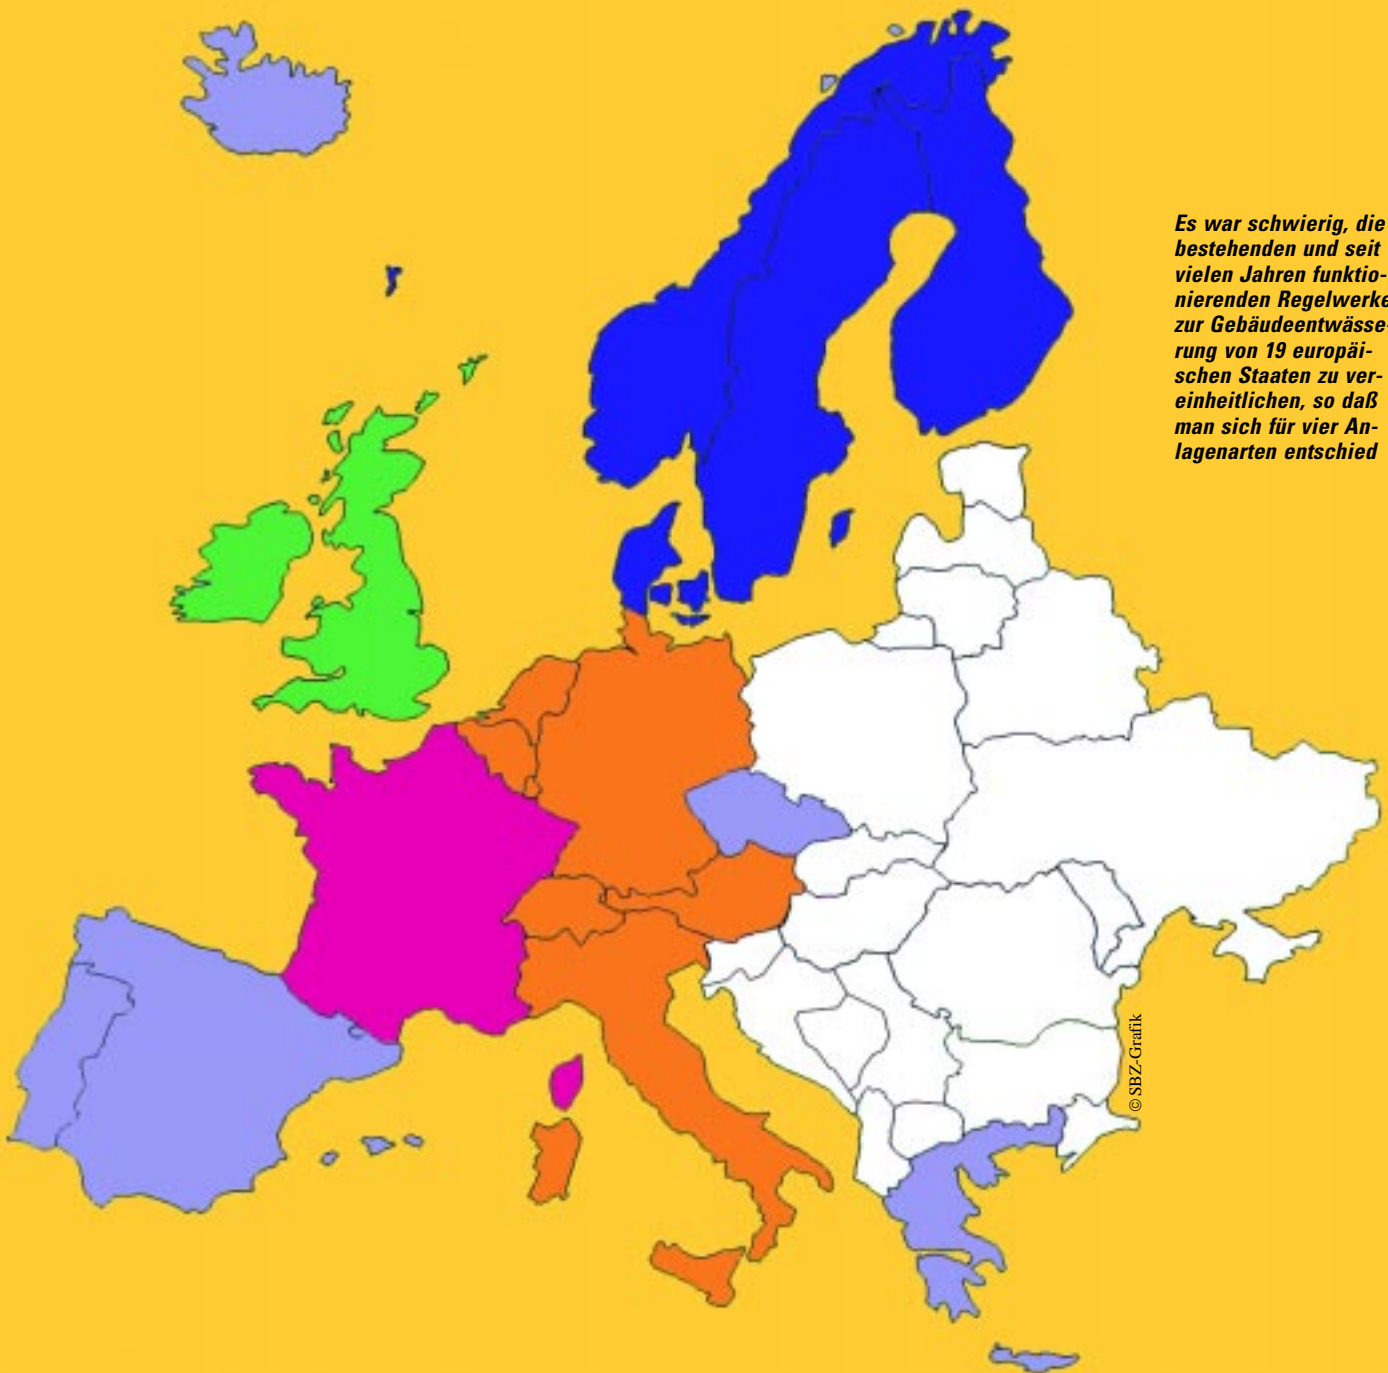 Es war schwierig, die
bestehenden und seit
vielen Jahren funktio-
nierenden Regelwerke
zur Gebäudeentwässe-
rung von 19 europäi-
schen Staaten zu ver-
einheitlichen, so daß
man sich für vier An-
lagenarten entschied
© SBZ-Grafik